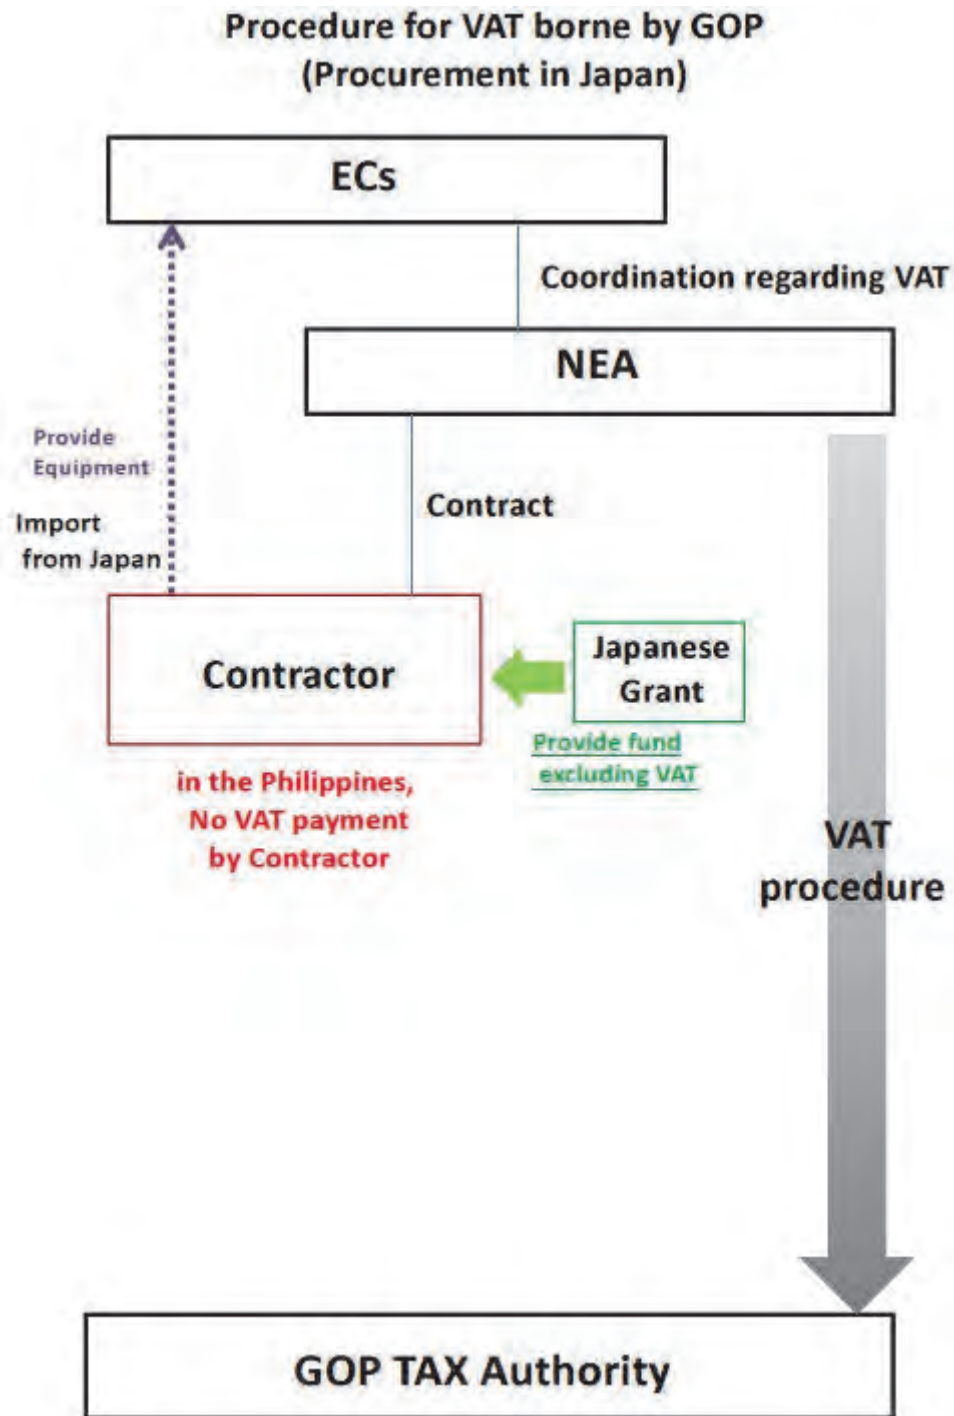 Procedure for VAT borne by GOP
(Procurement in Japan)
ECs
Coordination regarding VAT
NEA
Provide
Equipment
Import
from Japan
Contract
Contractor
Japanese
Grant
Provide fund
excluding VAT
in the Philippines,
No VAT payment
by Contractor
VAT
procedure
GOP TAX Authority